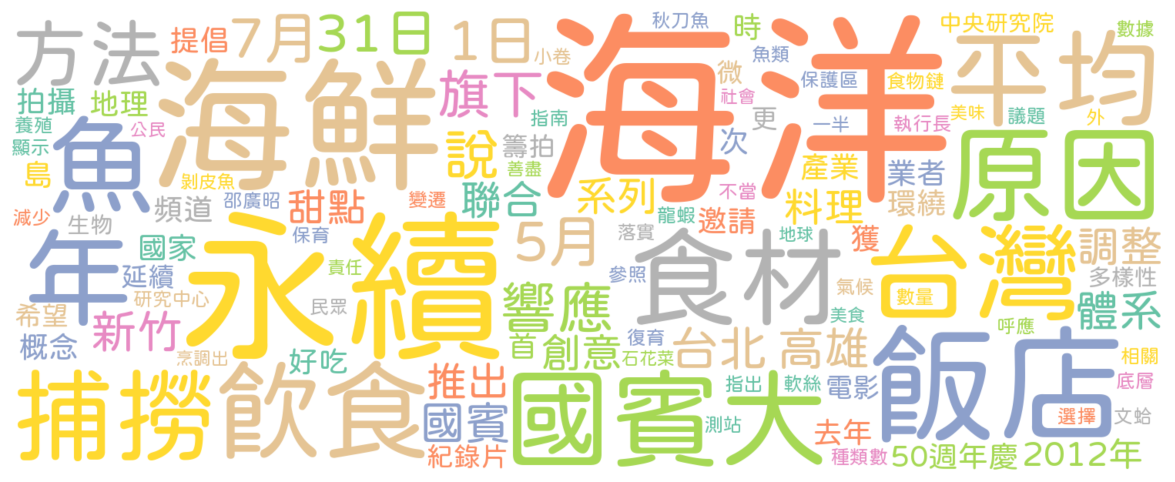 方法
提倡
7月
31日
1日
小卷
秋刀魚
時
魚類
中央研究院
數據
海鮮
海洋
平均
拍攝
地理
旗下
微
社會
保護區
食物鏈
美味
議題
外
養殖
公民
顯示
魚
說
指南
籌拍
善盡
次
更
一半
執行長
原因
島
剝皮魚
邵廣昭
甜點
變遷
聯合
系列
不當
龍蝦
邀請
產業
料理
業者
環繞
減少
生物
頻道
保育
5月
落實
地球
獲
年
國家
永續
責任
食材
台灣
調整
延續
參照
氣候
數量
多樣性
希望
研究中心
民眾
響應
美食
體系
新竹
概念
烹調出
好吃
首
創意
復育
石花菜
台北
高雄
呼應
相關
捕撈
飲食
推出
國賓
國賓大
飯店
指出
軟絲
電影
底層
選擇
文蛤
紀錄片
測站
去年
種類數
50週年慶
2012年